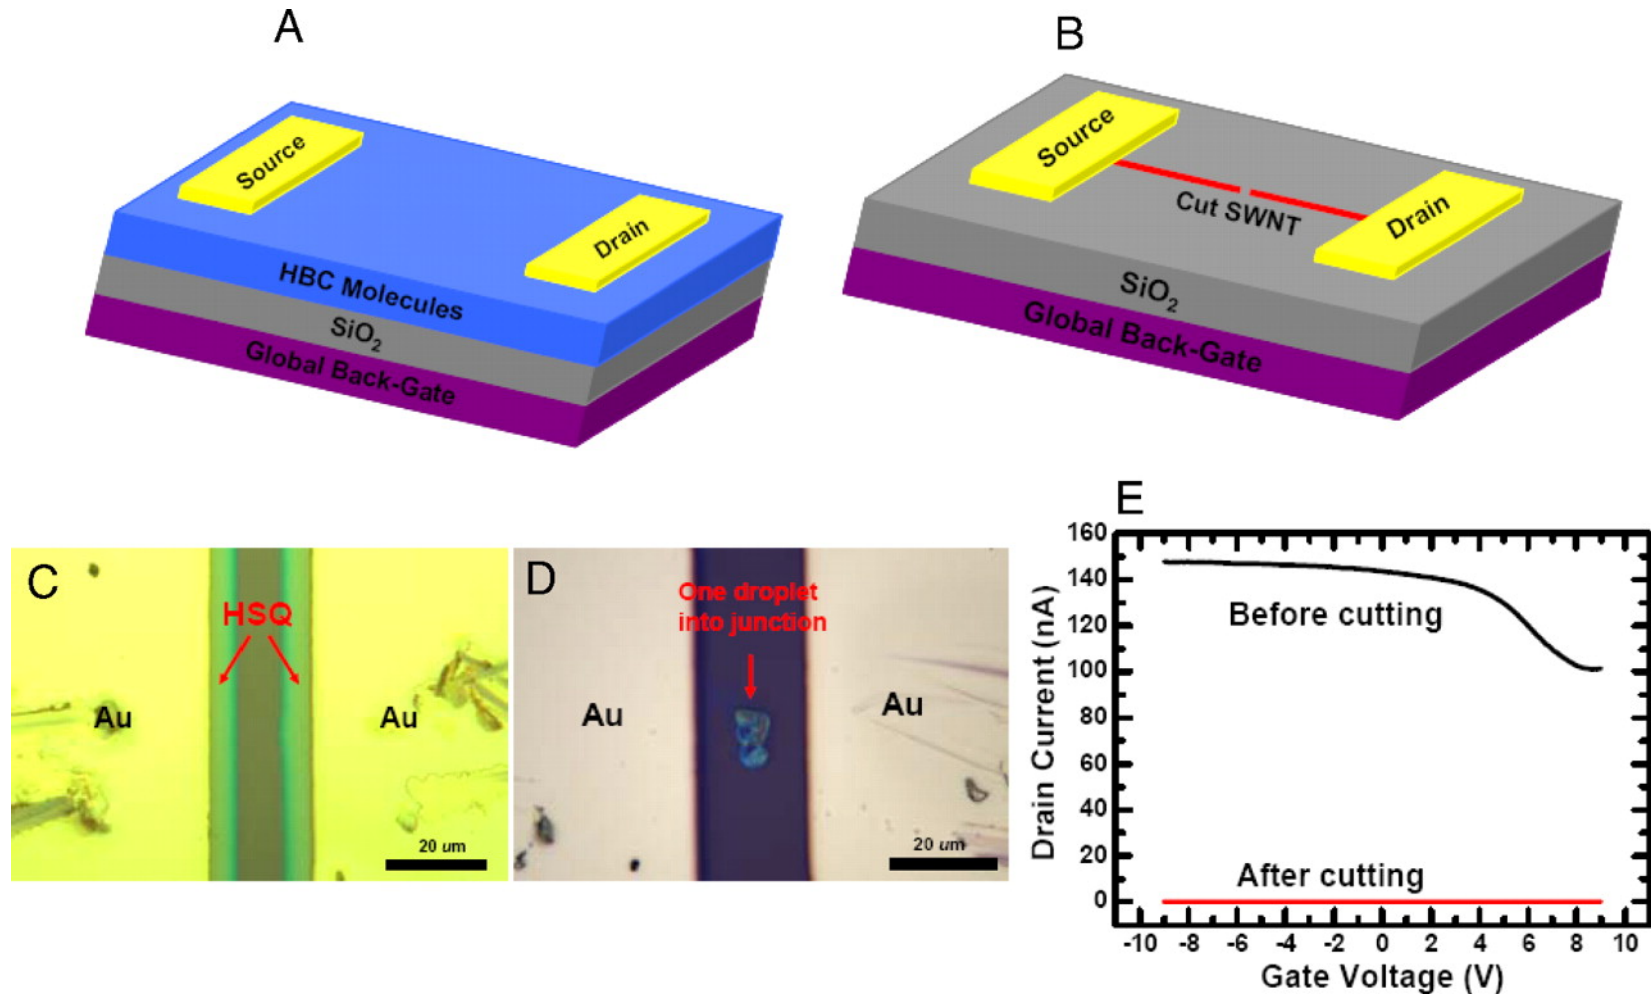 A
Source
Drain
HBC Molecules
SiO2
Global Back-Gate
B
Source
Cut SWNT
Drain
SiO2
Global Back-Gate
C
HSQ
Au
Au
20 um
D
One droplet
into junction
Au
Au
20 um
E
Drain Current (nA)
160
140
120
100
80
60
40
20
0
Before cutting
After cutting
-10 -8 -6 -4 -2 0 2 4 6 8 10
Gate Voltage (V)